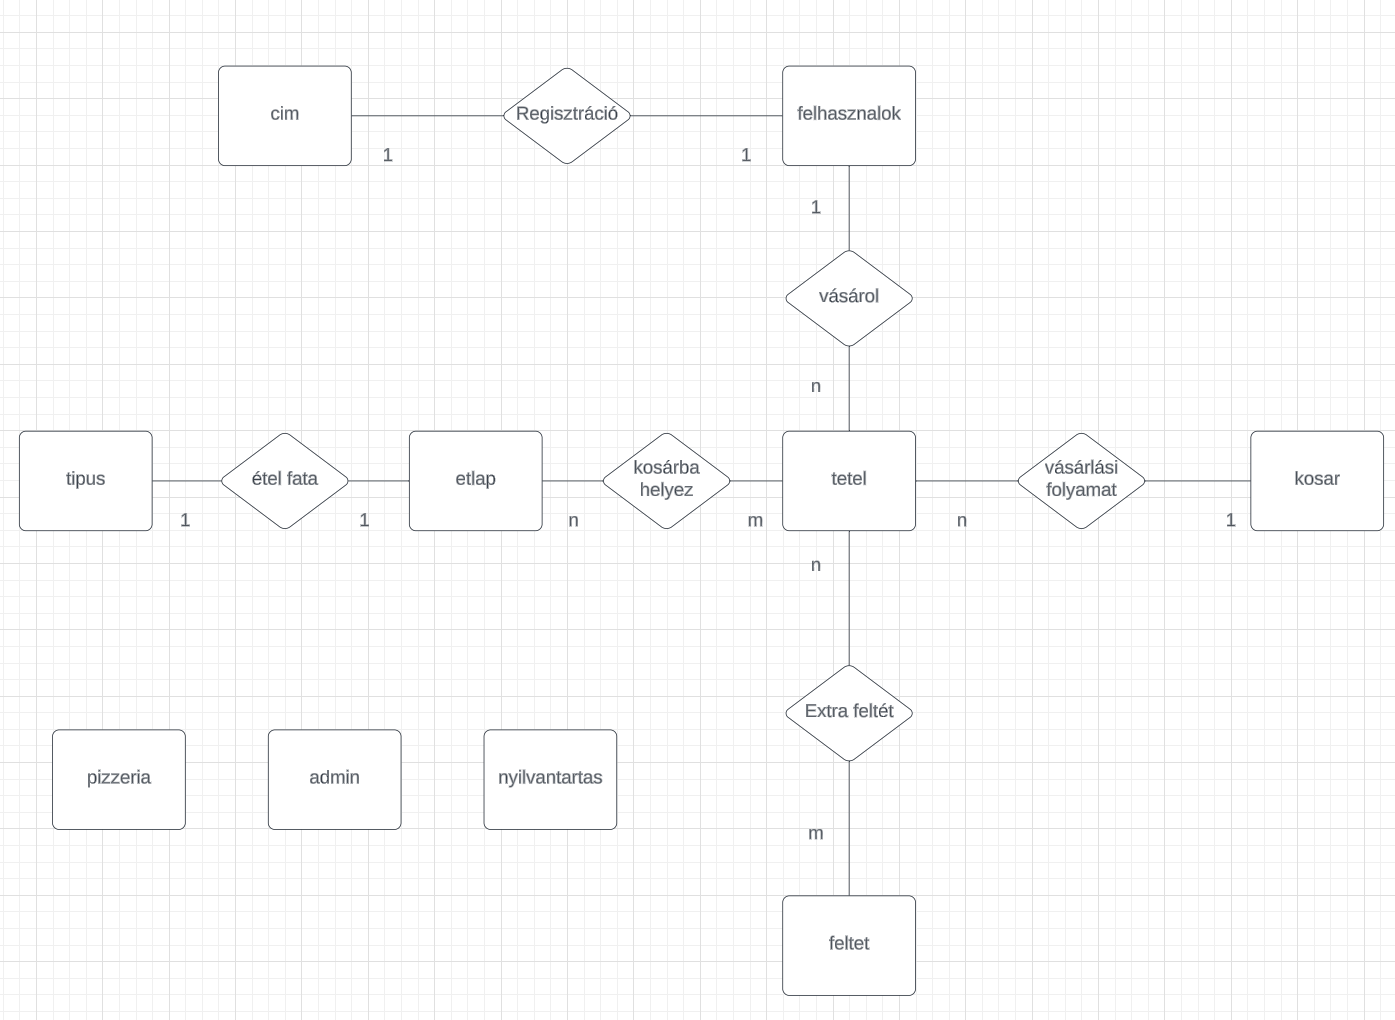 cim
Regisztráció
felhasznalok
1
1
1
vásárol
n
tipus
étel fata
etlap
kosárba
helyez
tetel
vásárlási
folyamat
kosar
1
1
n
m
n
1
n
Extra feltét
pizzeria
admin
nyilvantartas
m
feltet